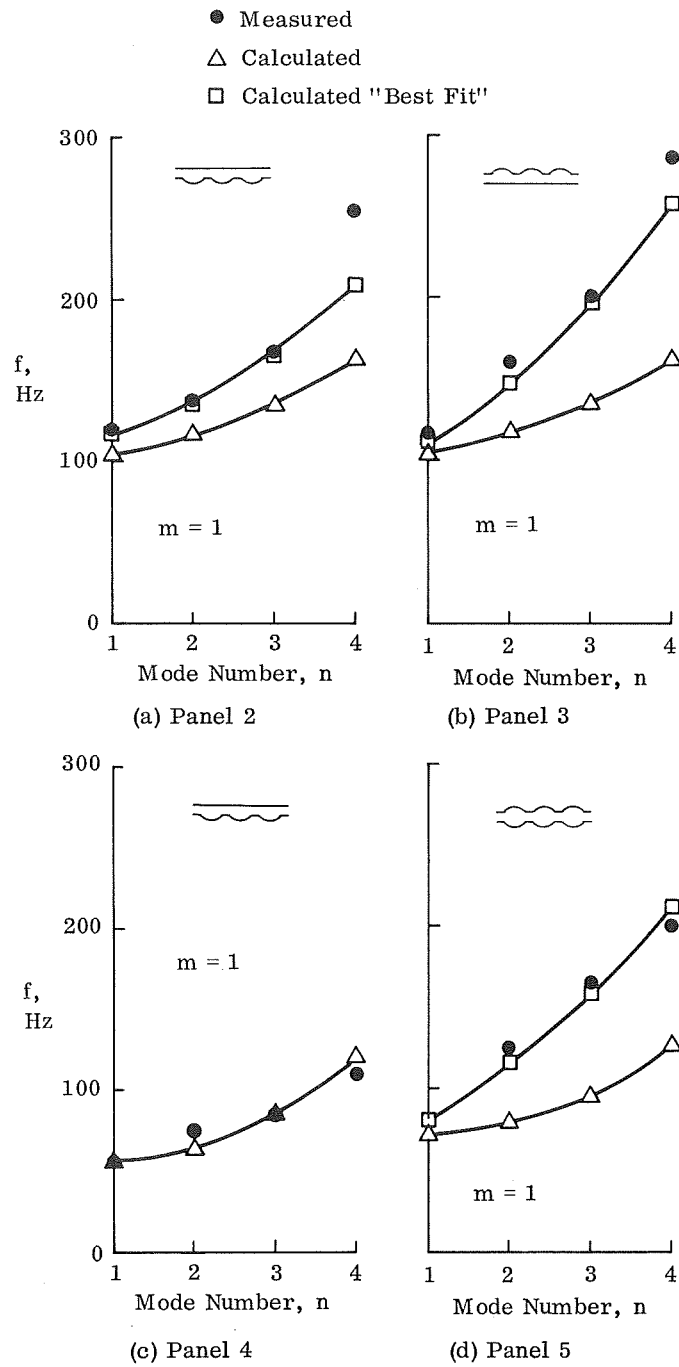 Measured
Calculated
Calculated "Best Fit"
300
200
f,
Hz
100
m = 1
0
1 2 3 4
Mode Number, n
(a) Panel 2
m = 1
1 2 3 4
Mode Number, n
(b) Panel 3
300
200
m = 1
f,
Hz
100
0
1 2 3 4
Mode Number, n
(c) Panel 4
m = 1
1 2 3 4
Mode Number, n
(d) Panel 5